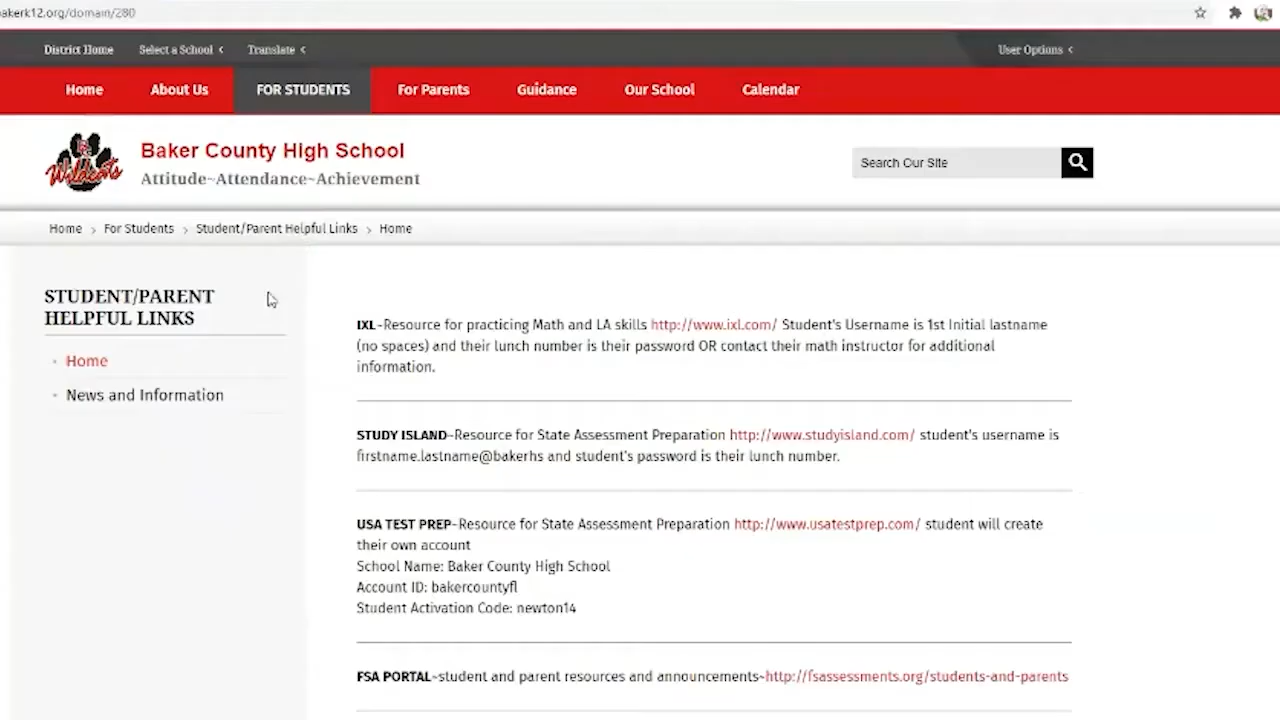 akerk12.org/domain/280
District Home Select a School Translate User Options
Home About Us FOR STUDENTS For Parents Guidance Our School Calendar
Wildcats
Baker County High School
Attitude~Attendance~Achievement
Search Our Site
Home > For Students > Student/Parent Helpful Links > Home
STUDENT/PARENT
HELPFUL LINKS
Home
News and Information
IXL~Resource for practicing Math and LA skills http://www.ixl.com/ Student's Username is 1st Initial lastname
(no spaces) and their lunch number is their password OR contact their math instructor for additional
information.
STUDY ISLAND~Resource for State Assessment Preparation http://www.studyisland.com/ student's username is
firstname.lastname@bakerhs and student's password is their lunch number.
USA TEST PREP~Resource for State Assessment Preparation http://www.usatestprep.com/ student will create
their own account
School Name: Baker County High School
Account ID: bakercountyfl
Student Activation Code: newton14
FSA PORTAL~student and parent resources and announcements~http://fsassessments.org/students-and-parents